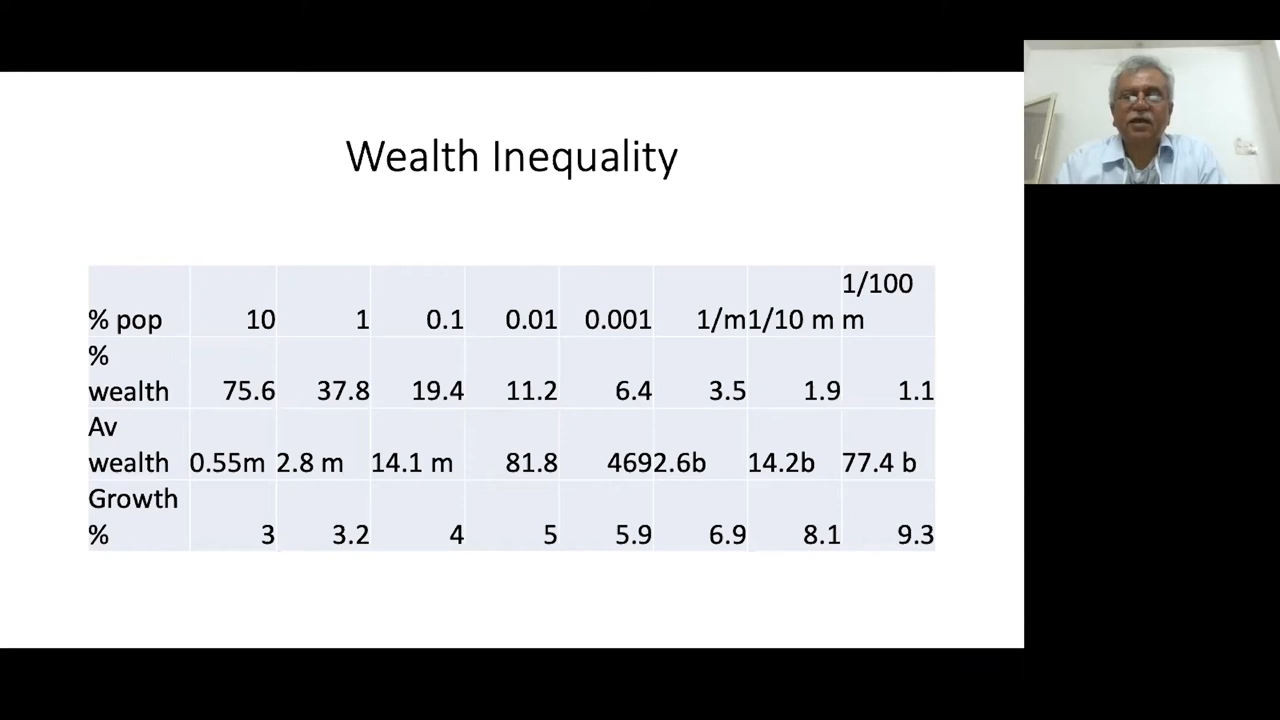 Wealth Inequality
1/100
% pop 10 1 0.1 0.01 0.001 1/m 1/10 m m
%
wealth 75.6 37.8 19.4 11.2 6.4 3.5 1.9 1.1
Av
wealth 0.55m 2.8 m 14.1 m 81.8 469 2.6b 14.2b 77.4 b
Growth
% 3 3.2 4 5 5.9 6.9 8.1 9.3